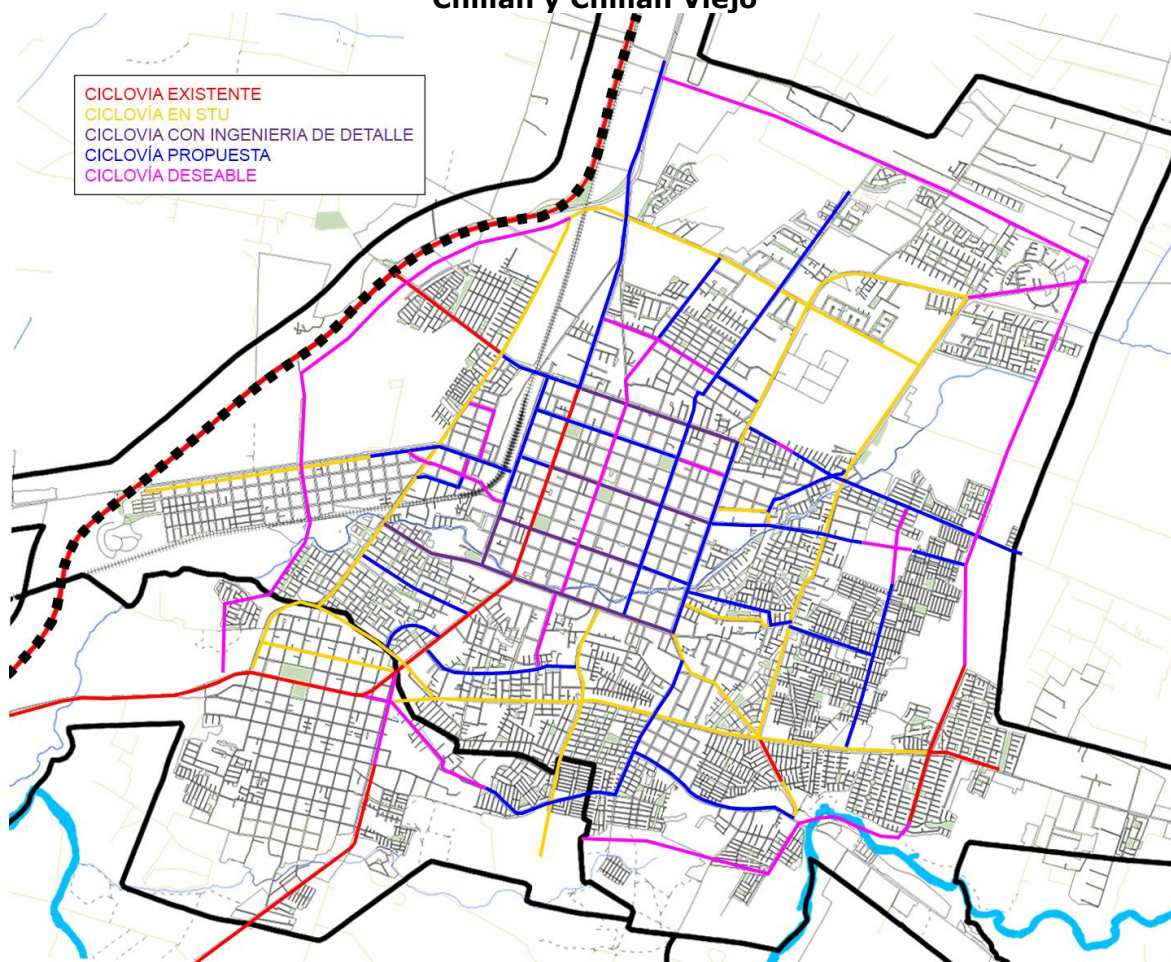 Chillán y Chillán Viejo
CICLOVIA EXISTENTE
CICLOVÍA EN STU
CICLOVIA CON INGENIERIA DE DETALLE
CICLOVÍA PROPUESTA
CICLOVÍA DESEABLE